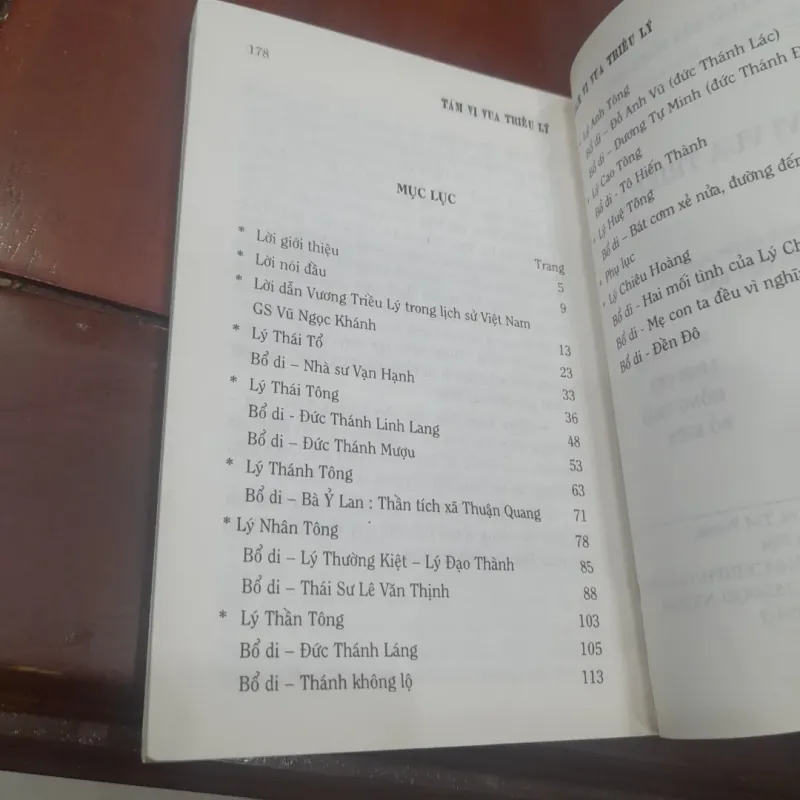 178
TÁM VỊ VUA TRIỀU LÝ
MỤC LỤC
Trang
* Lời giới thiệu 5
* Lời nói đầu 9
* Lời dẫn Vương Triều Lý trong lịch sử Việt Nam
GS Vũ Ngọc Khánh 13
* Lý Thái Tổ 23
Bổ di – Nhà sư Vạn Hạnh 33
* Lý Thái Tông 36
Bổ di - Đức Thánh Linh Lang 48
Bổ di – Đức Thánh Mượu 53
* Lý Thánh Tông 63
Bổ di – Bà Ỷ Lan : Thần tích xã Thuận Quang 71
* Lý Nhân Tông 78
Bổ di – Lý Thường Kiệt – Lý Đạo Thành 85
Bổ di – Thái Sư Lê Văn Thịnh 88
* Lý Thần Tông 103
Bổ di – Đức Thánh Láng 105
Bổ di – Thánh không lộ 113
VỊ VUA TRIỀU LÝ
* Lý Anh Tông
Bổ di – Đỗ Anh Vũ (đức Thánh Lác)
Bổ di – Dương Tự Minh (đức Thánh
* Lý Cao Tông
Bổ di - Tô Hiến Thành
* Lý Huệ Tông
Bổ di – Bát cơm xẻ nửa, đường đến
* Phụ lục
* Lý Chiêu Hoàng
Bổ di - Hai mối tình của Lý
Bổ di - Mẹ con ta đều vì nghĩa
Bổ di - Đền Đô